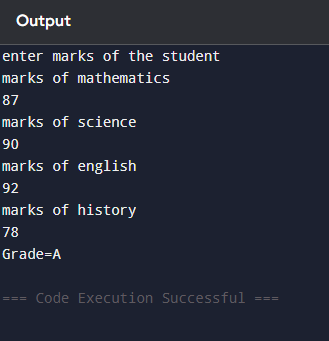 Output
enter marks of the student
marks of mathematics
87
marks of science
90
marks of english
92
marks of history
78
Grade=A
=== Code Execution Successful ===